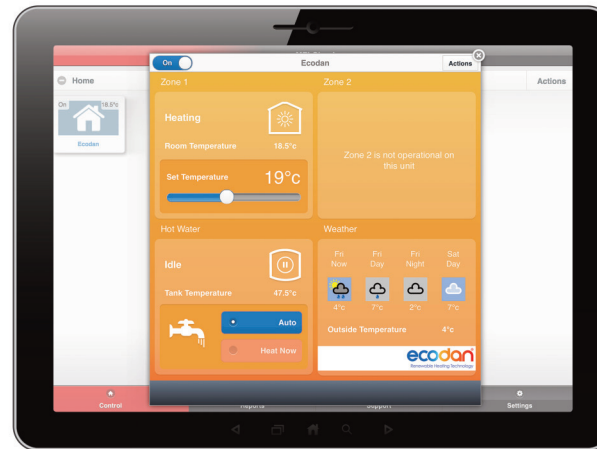 On
Ecodan
Actions
Home
Actions
On
18.5°c
Ecodan
Zone 1
Heating
Room Temperature
18.5°c
Set Temperature
19°c
Zone 2
Zone 2 is not operational on
this unit
Hot Water
Idle
Tank Temperature
47.5°c
Auto
Heat Now
Weather
Fri
Now
Fri
Day
Fri
Night
Sat
Day
4°c
7°c
2°c
7°c
Outside Temperature
4°c
ecodan
Renewable Heating Technology
Control
Reports
Support
Settings